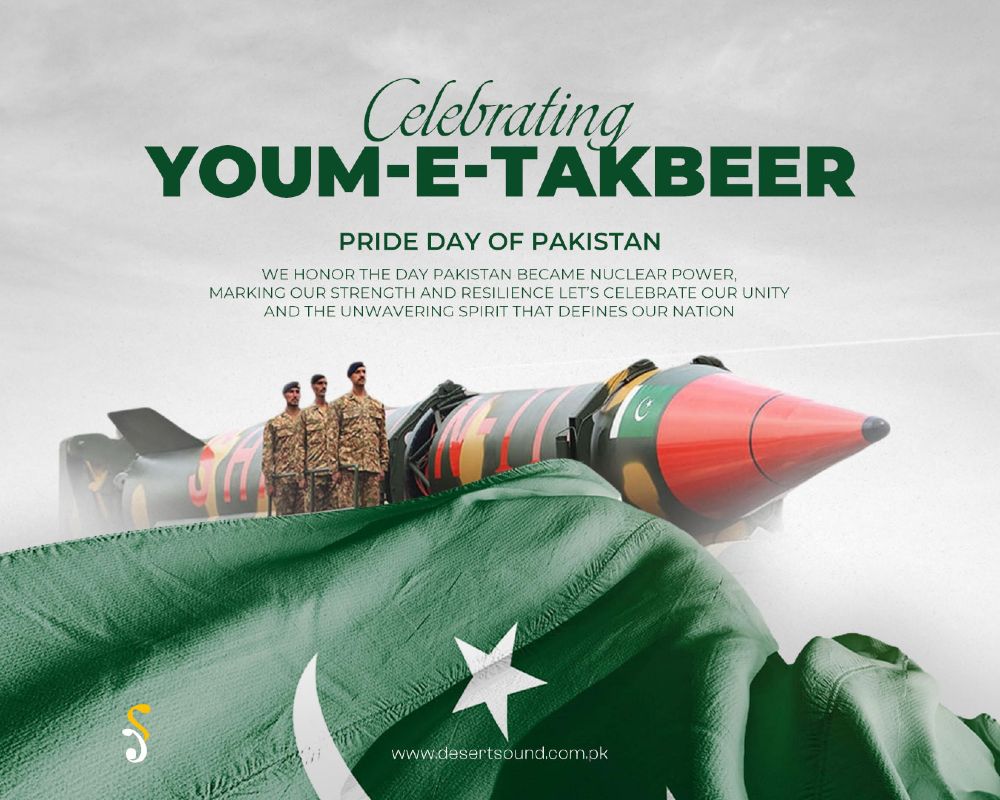 Celebrating
YOUM-E-TAKBEER
PRIDE DAY OF PAKISTAN
WE HONOR THE DAY PAKISTAN BECAME NUCLEAR POWER,
MARKING OUR STRENGTH AND RESILIENCE LET'S CELEBRATE OUR UNITY
AND THE UNWAVERING SPIRIT THAT DEFINES OUR NATION
www.desertsound.com.pk